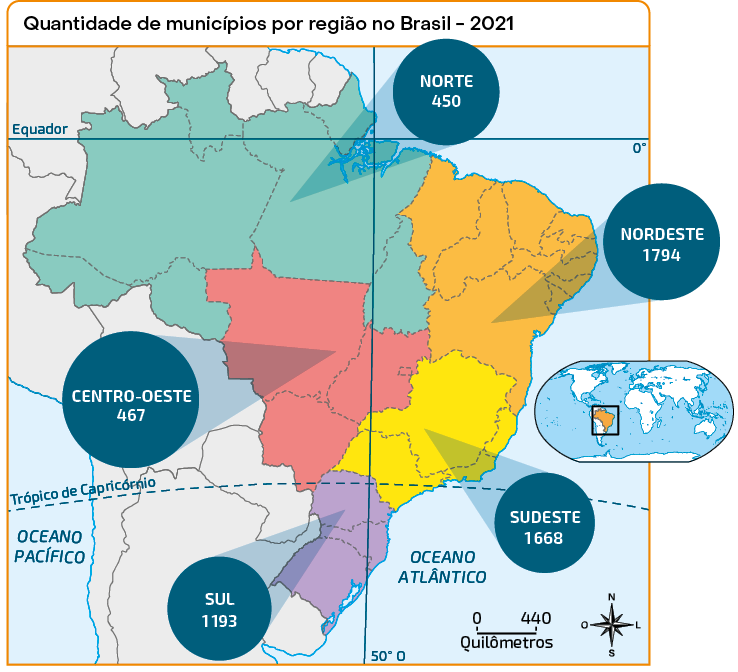 Quantidade de municípios por região no Brasil – 2021
NORTE
450
Equador
0°
NORDESTE
1794
CENTRO-OESTE
467
Trópico de Capricórnio
OCEANO
PACÍFICO
SUDESTE
1668
OCEANO
ATLÂNTICO
SUL
1193
0 440
Quilômetros
N
O L
S
50° O